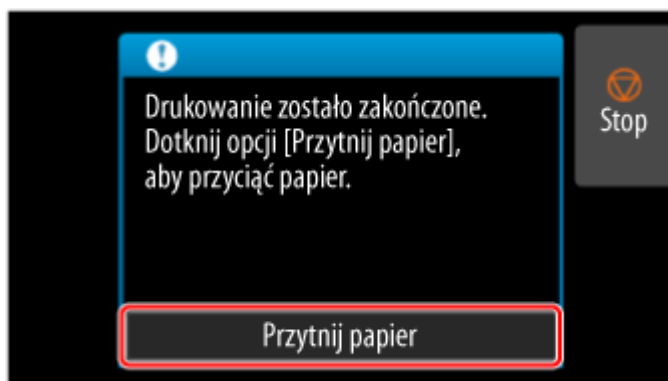 Drukowanie zostało zakończone.
Dotknij opcji [Przytnij papier],
aby przyciąć papier.
Stop
Przytnij papier